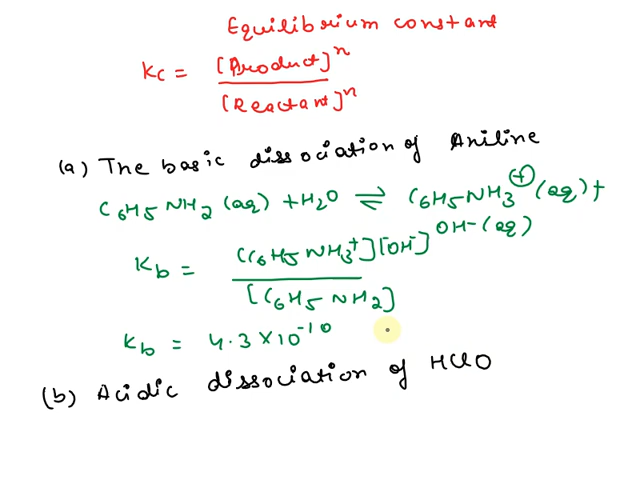 Equilibrium constant
Kc = [Product]ⁿ / [Reactant]ⁿ
(a) The basic dissociation of Aniline
C6H5NH2 (aq) + H2O ⇌ C6H5NH3⊕ (aq) +
OH- (aq)
Kb = [C6H5NH3⁺][OH⁻] / [C6H5NH2]
Kb = 4.3 × 10⁻¹⁰
(b) Acidic dissociation of HClO